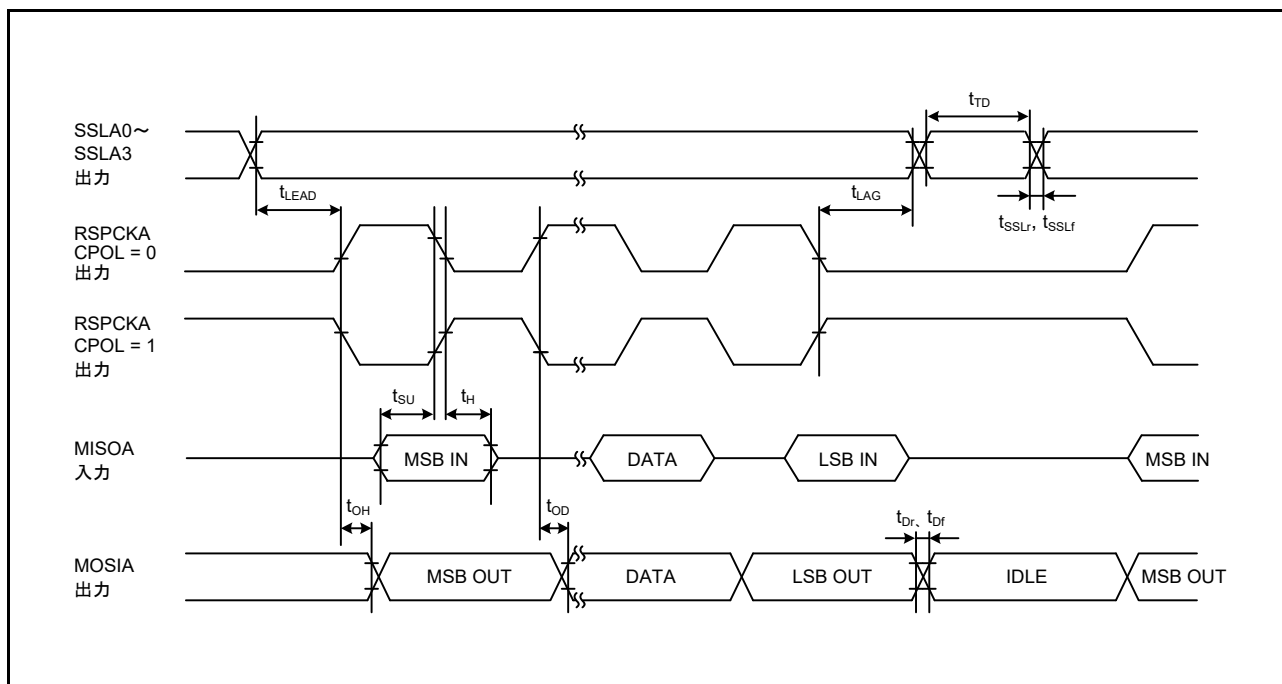 SSLA0～
SSLA3
出力
tTD
tLEAD
tLAG
tSSLr, tSSLf
RSPCKA
CPOL = 0
出力
RSPCKA
CPOL = 1
出力
tSU
tH
MISOA
入力
MSB IN
DATA
LSB IN
MSB IN
tOH
tOD
tDr、tDf
MOSIA
出力
MSB OUT
DATA
LSB OUT
IDLE
MSB OUT